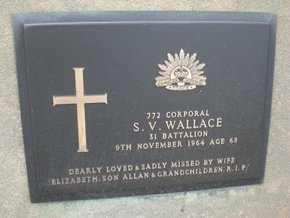 772 CORPORAL
S. V. WALLACE
31 BATTALION
9TH NOVEMBER 1964 AGE 68
DEARLY LOVED & SADLY MISSED BY WIFE
ELIZABETH, SON ALLAN & GRANDCHILDREN. R.I.P.